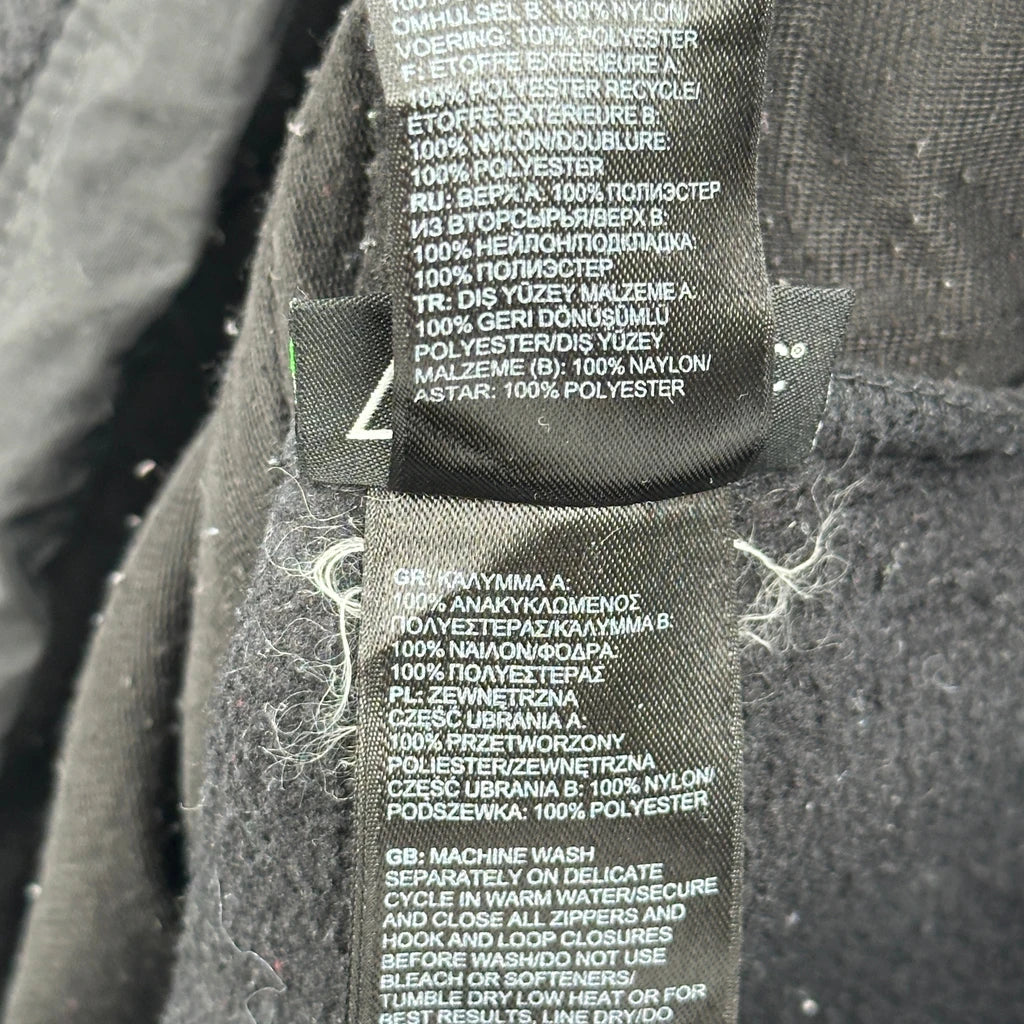 OMHULSEL B: 100% NYLON/
VOERING: 100% POLYESTER
F: ÉTOFFE EXTÉRIEURE A:
100% POLYESTER RECYCLÉ/
ÉTOFFE EXTÉRIEURE B:
100% NYLON/DOUBLURE:
100% POLYESTER
RU: ВЕРХ А: 100% ПОЛИЭСТЕР
ИЗ ВТОРСЫРЬЯ/ВЕРХ В:
100% НЕЙЛОН/ПОДКЛАДКА:
100% ПОЛИЭСТЕР
TR: DIŞ YÜZEY MALZEME A:
100% GERİ DÖNÜŞÜMLÜ
POLYESTER/DIŞ YÜZEY
MALZEME (B): 100% NAYLON/
ASTAR: 100% POLYESTER
GR: ΚΑΛΥΜΜΑ Α:
100% ΑΝΑΚΥΚΛΩΜΕΝΟΣ
ΠΟΛΥΕΣΤΕΡΑΣ/ΚΑΛΥΜΜΑ Β:
100% ΝΑΙΛΟΝ/ΦΟΔΡΑ:
100% ΠΟΛΥΕΣΤΕΡΑΣ
PL: ZEWNĘTRZNA
CZĘŚĆ UBRANIA A:
100% PRZETWORZONY
POLIESTER/ZEWNĘTRZNA
CZĘŚĆ UBRANIA B: 100% NYLON/
PODSZEWKA: 100% POLYESTER
GB: MACHINE WASH
SEPARATELY ON DELICATE
CYCLE IN WARM WATER/SECURE
AND CLOSE ALL ZIPPERS AND
HOOK AND LOOP CLOSURES
BEFORE WASH/DO NOT USE
BLEACH OR SOFTENERS/
TUMBLE DRY LOW HEAT OR FOR
BEST RESULTS, LINE DRY/DO